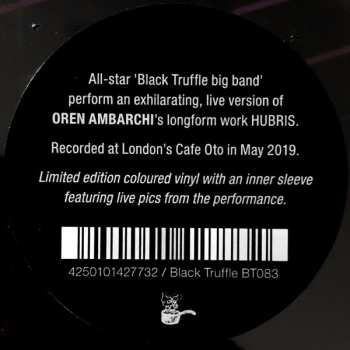 All-star 'Black Truffle big band'
perform an exhilarating, live version of
OREN AMBARCHI's longform work HUBRIS.
Recorded at London's Cafe Oto in May 2019.
Limited edition coloured vinyl with an inner sleeve
featuring live pics from the performance.
4250101427732 / Black Truffle BT083